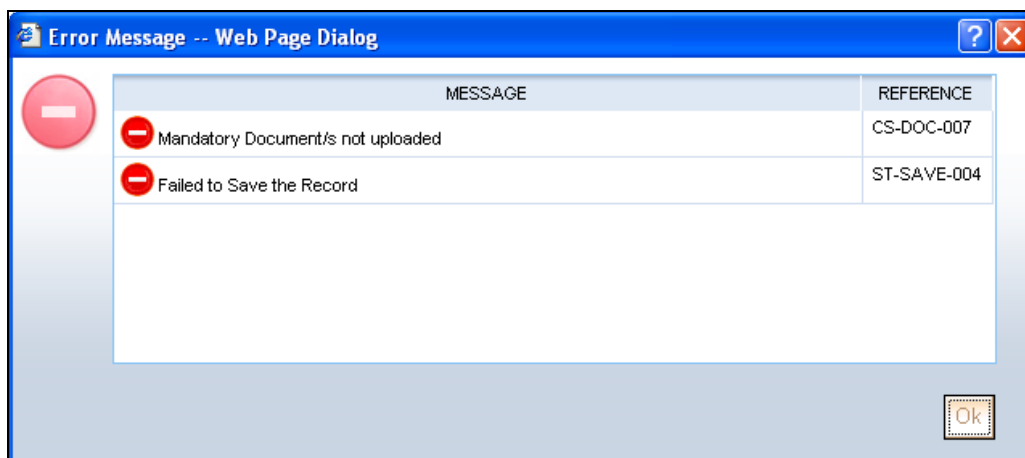 Error Message -- Web Page Dialog
MESSAGE REFERENCE
Mandatory Document/s not uploaded CS-DOC-007
Failed to Save the Record ST-SAVE-004
Ok